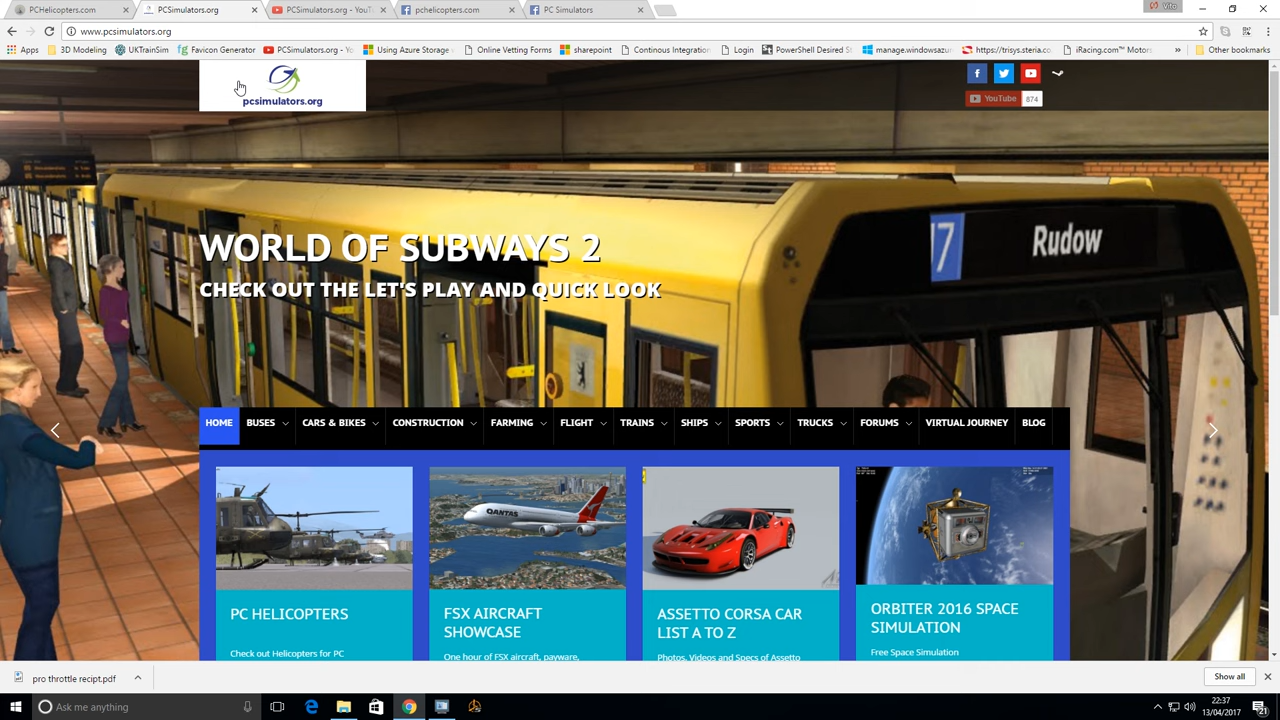 PCHelicopters.com
PCSimulators.org
PCSimulators.org - YouT
pchelicopters.com
PC Simulators
Vito
www.pcsimulators.org
Apps
3D Modeling
UKTrainSim
Favicon Generator
PCSimulators.org - Yo
Using Azure Storage
Online Vetting Forms
sharepoint
Continous Integration
Login
PowerShell Desired St
manage.windowsazu
https://trisys.steria.co
iRacing.com™ Motors
»
Other bookmarks
pcsimulators.org
YouTube 874
7 Rudow
WORLD OF SUBWAYS 2
CHECK OUT THE LET'S PLAY AND QUICK LOOK
HOME
BUSES
CARS & BIKES
CONSTRUCTION
FARMING
FLIGHT
TRAINS
SHIPS
SPORTS
TRUCKS
FORUMS
VIRTUAL JOURNEY
BLOG
QANTAS
PC HELICOPTERS
Check out Helicopters for PC
FSX AIRCRAFT
SHOWCASE
One hour of FSX aircraft, payware,
ASSETTO CORSA CAR
LIST A TO Z
Photos, Videos and Specs of Assetto
ORBITER 2016 SPACE
SIMULATION
Free Space Simulation
pro throttle recipt.pdf
Show all
Ask me anything
22:37
13/04/2017
21